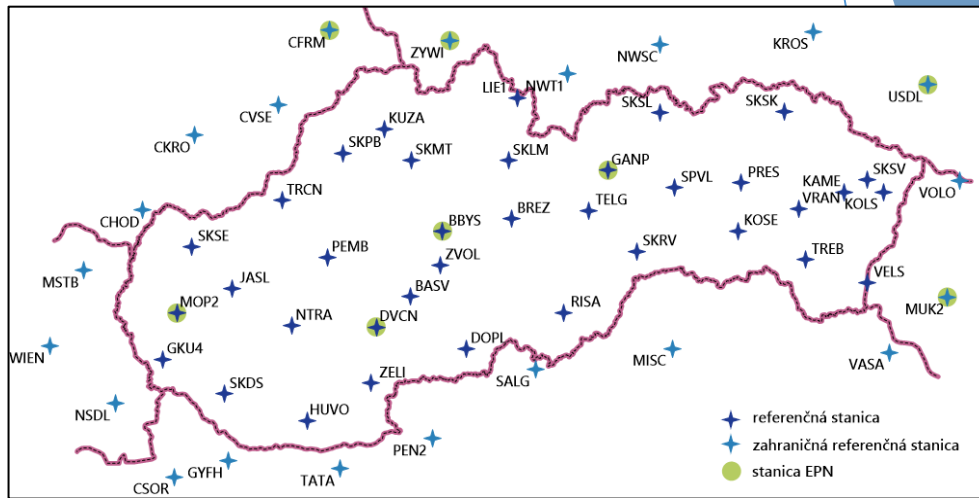 CFRM
ZYWI
NWSC
KROS
LIE1
NWT1
USDL
CVSE
SKSL
SKSK
KUZA
CKRO
SKPB
SKMT
SKLM
GANP
SPVL
PRES
KAME
SKSV
VOLO
TRCN
TELG
VRAN
KOLS
CHOD
BREZ
BBYS
KOSE
SKSE
PEMB
ZVOL
SKRV
TREB
MSTB
JASL
BASV
VELS
MOP2
NTRA
DVCN
RISA
MUK2
WIEN
GKU4
DOPL
MISC
VASA
SKDS
ZELI
SALG
NSDL
HUVO
referenčná stanica
PEN2
zahraničná referenčná stanica
GYFH
CSOR
TATA
stanica EPN